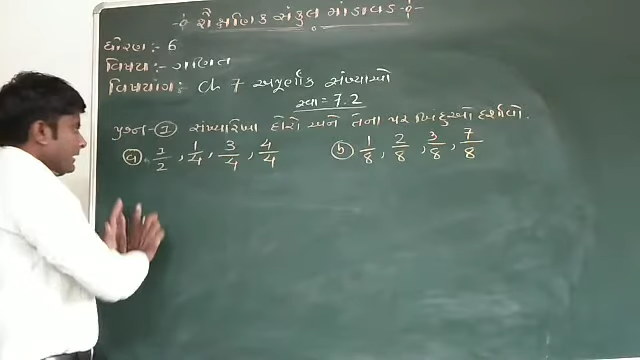 -: શૈક્ષણિક સંકુલ માંડાવડ :-
ધોરણ :- 6
વિષય :- ગણિત
વિષયાંગ :- Ch 7 અપૂર્ણાંક સંખ્યાઓ
સ્વા = 7.2
પ્રશ્ન - ① સંખ્યારેખા દોરો અને તેના પર બિંદુઓ દર્શાવો.
ⓐ 1/2, 1/4, 3/4, 4/4 ⓑ 1/8, 2/8, 3/8, 7/8